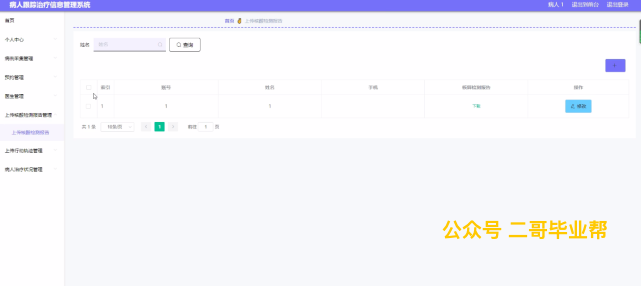 病人跟踪治疗信息管理系统
病人 1 退出到前台 退出登录
首页
首页 上传核酸检测报告
个人中心
姓名 姓名 查询
病例采集管理
预约管理
医生管理
索引 账号 姓名 手机 核酸检测报告 操作
1 1 1 下载 修改
上传核酸检测报告管理
共 1 条 10条/页 1 前往 1 页
上传核酸检测报告
上传行动轨迹管理
病人治疗状况管理
公众号 二哥毕业帮